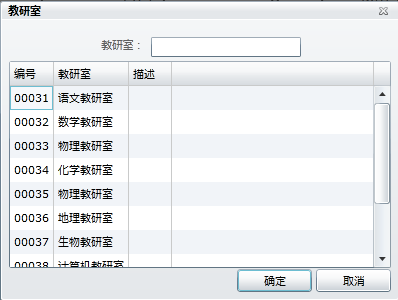 教研室
教研室：
编号 教研室 描述
00031 语文教研室
00032 数学教研室
00033 物理教研室
00034 化学教研室
00035 物理教研室
00036 地理教研室
00037 生物教研室
00038 计算机教研室
确定 取消